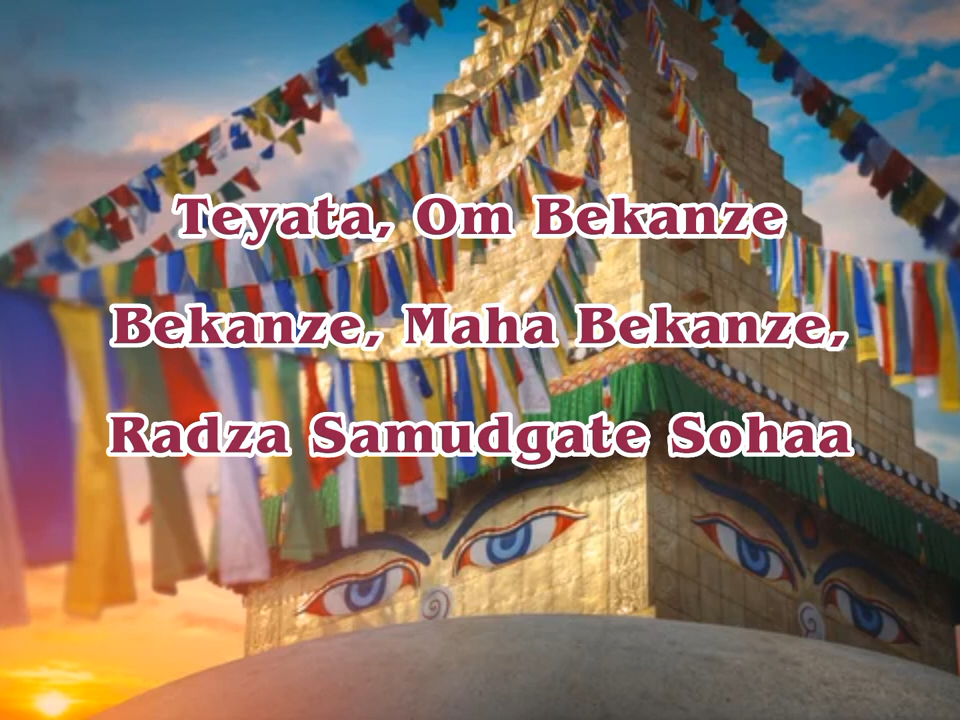 Teyata, Om Bekanze
Bekanze, Maha Bekanze,
Radza Samudgate Sohaa